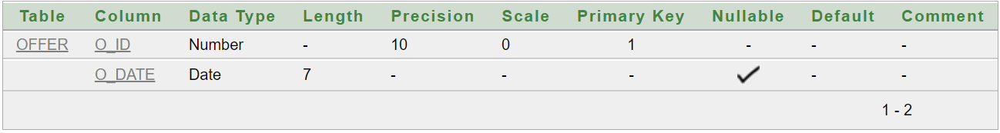 Table Column Data Type Length Precision Scale Primary Key Nullable Default Comment
OFFER O_ID Number - 10 0 1 - - -
O_DATE Date 7 - - - ✓ - -
1 - 2